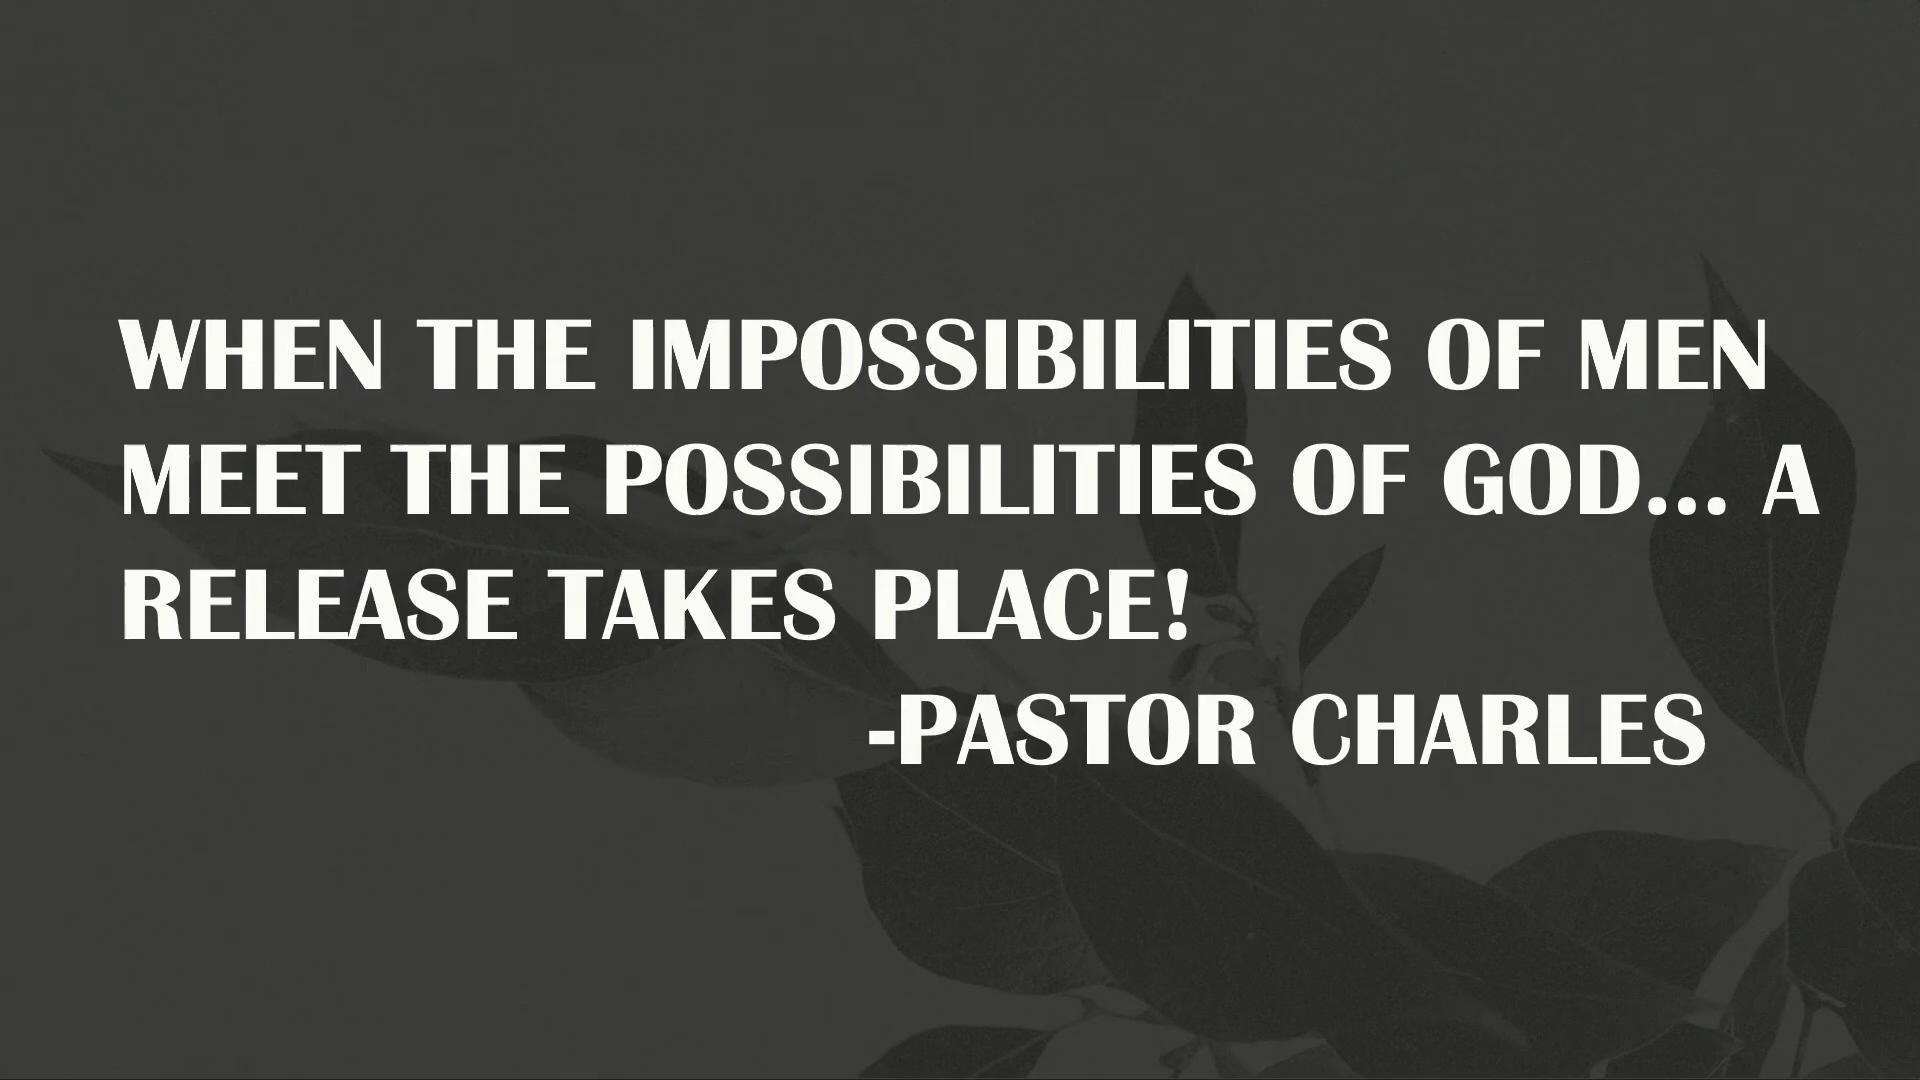 WHEN THE IMPOSSIBILITIES OF MEN
MEET THE POSSIBILITIES OF GOD... A
RELEASE TAKES PLACE!
-PASTOR CHARLES